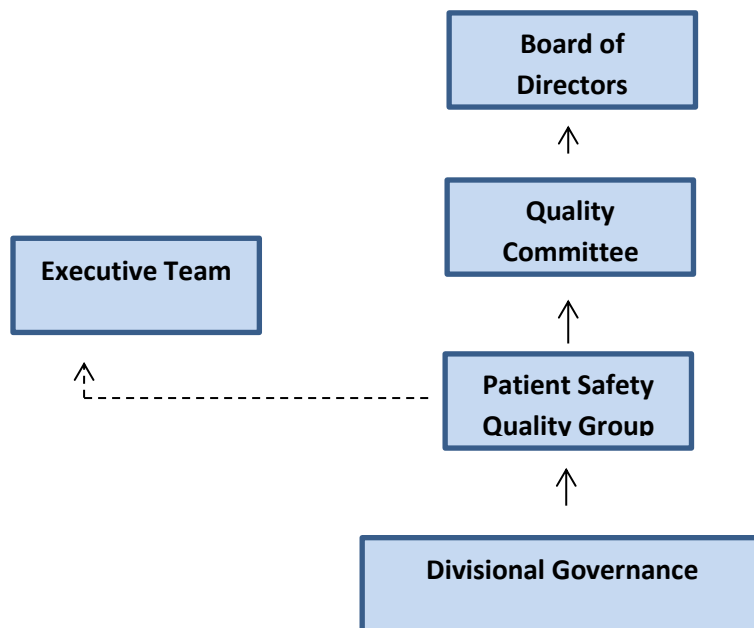 Board of
Directors
Quality
Committee
Executive Team
Patient Safety
Quality Group
Divisional Governance